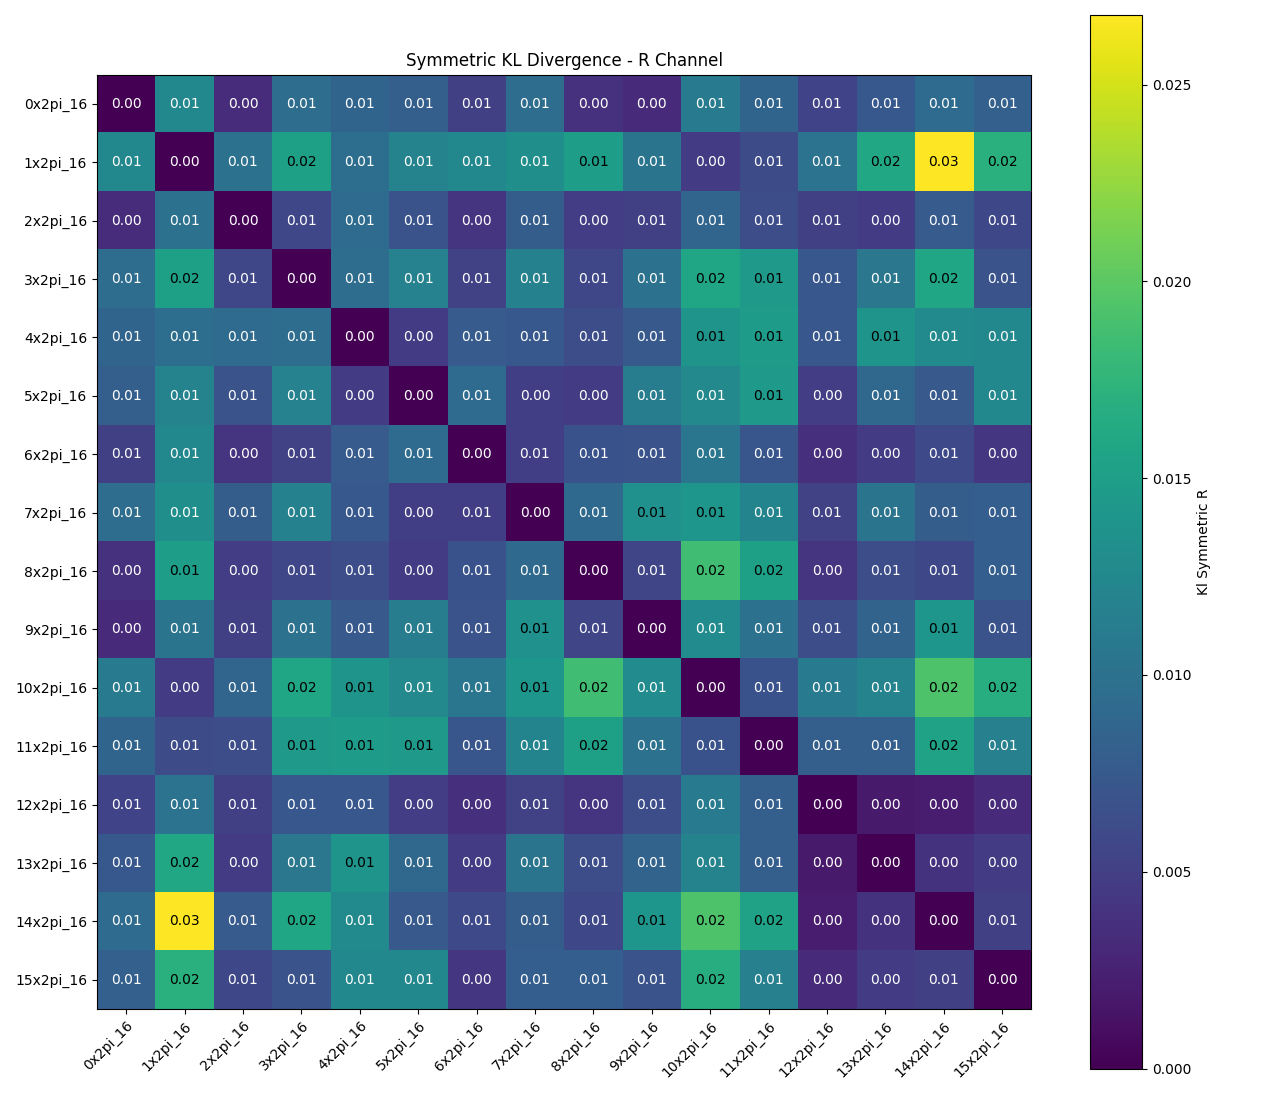 Symmetric KL Divergence - R Channel
0x2pi_16 0.00 0.01 0.00 0.01 0.01 0.01 0.01 0.01 0.00 0.00 0.01 0.01 0.01 0.01 0.01 0.01
1x2pi_16 0.01 0.00 0.01 0.02 0.01 0.01 0.01 0.01 0.01 0.01 0.00 0.01 0.01 0.02 0.03 0.02
2x2pi_16 0.00 0.01 0.00 0.01 0.01 0.01 0.00 0.01 0.00 0.01 0.01 0.01 0.01 0.00 0.01 0.01
3x2pi_16 0.01 0.02 0.01 0.00 0.01 0.01 0.01 0.01 0.01 0.01 0.02 0.01 0.01 0.01 0.02 0.01
4x2pi_16 0.01 0.01 0.01 0.01 0.00 0.00 0.01 0.01 0.01 0.01 0.01 0.01 0.01 0.01 0.01 0.01
5x2pi_16 0.01 0.01 0.01 0.01 0.00 0.00 0.01 0.00 0.00 0.01 0.01 0.01 0.00 0.01 0.01 0.01
6x2pi_16 0.01 0.01 0.00 0.01 0.01 0.01 0.00 0.01 0.01 0.01 0.01 0.01 0.00 0.00 0.01 0.00
7x2pi_16 0.01 0.01 0.01 0.01 0.01 0.00 0.01 0.00 0.01 0.01 0.01 0.01 0.01 0.01 0.01 0.01
8x2pi_16 0.00 0.01 0.00 0.01 0.01 0.00 0.01 0.01 0.00 0.01 0.02 0.02 0.00 0.01 0.01 0.01
9x2pi_16 0.00 0.01 0.01 0.01 0.01 0.01 0.01 0.01 0.01 0.00 0.01 0.01 0.01 0.01 0.01 0.01
10x2pi_16 0.01 0.00 0.01 0.02 0.01 0.01 0.01 0.01 0.02 0.01 0.00 0.01 0.01 0.01 0.02 0.02
11x2pi_16 0.01 0.01 0.01 0.01 0.01 0.01 0.01 0.01 0.02 0.01 0.01 0.00 0.01 0.01 0.02 0.01
12x2pi_16 0.01 0.01 0.01 0.01 0.01 0.00 0.00 0.01 0.00 0.01 0.01 0.01 0.00 0.00 0.00 0.00
13x2pi_16 0.01 0.02 0.00 0.01 0.01 0.01 0.00 0.01 0.01 0.01 0.01 0.01 0.00 0.00 0.00 0.00
14x2pi_16 0.01 0.03 0.01 0.02 0.01 0.01 0.01 0.01 0.01 0.01 0.02 0.02 0.00 0.00 0.00 0.01
15x2pi_16 0.01 0.02 0.01 0.01 0.01 0.01 0.00 0.01 0.01 0.01 0.02 0.01 0.00 0.00 0.01 0.00
0x2pi_16 1x2pi_16 2x2pi_16 3x2pi_16 4x2pi_16 5x2pi_16 6x2pi_16 7x2pi_16 8x2pi_16 9x2pi_16 10x2pi_16 11x2pi_16 12x2pi_16 13x2pi_16 14x2pi_16 15x2pi_16
0.025
0.020
0.015
0.010
0.005
0.000
Kl Symmetric R